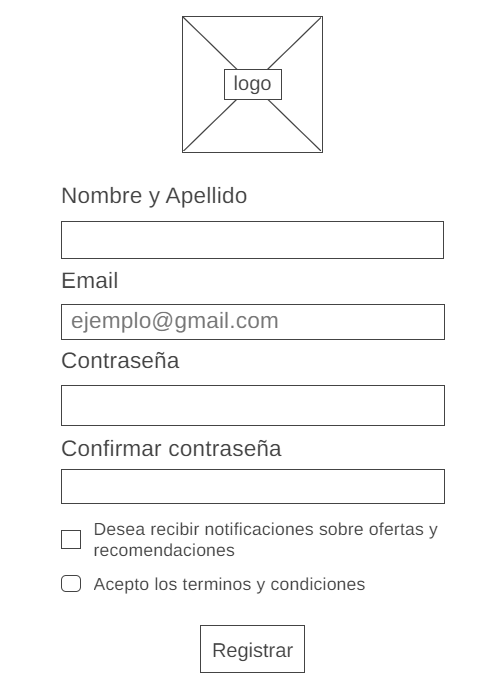 logo
Nombre y Apellido
Email
ejemplo@gmail.com
Contraseña
Confirmar contraseña
Desea recibir notificaciones sobre ofertas y
recomendaciones
Acepto los terminos y condiciones
Registrar